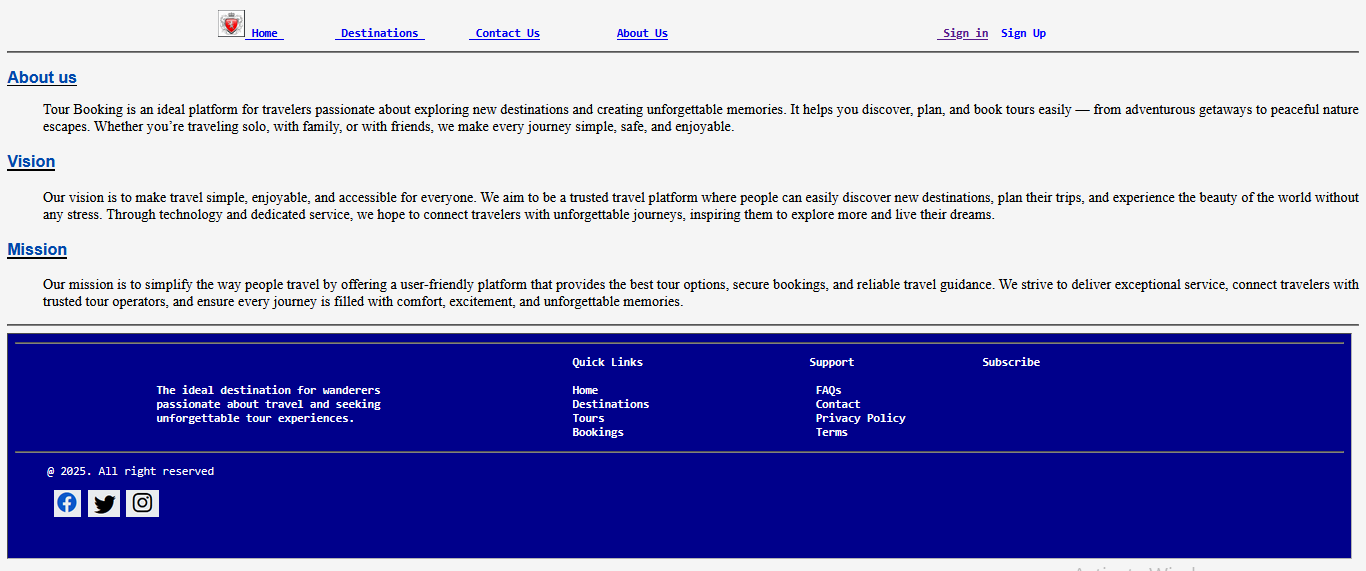 Home Destinations Contact Us About Us Sign in Sign Up
About us
Tour Booking is an ideal platform for travelers passionate about exploring new destinations and creating unforgettable memories. It helps you discover, plan, and book tours easily — from adventurous getaways to peaceful nature
escapes. Whether you’re traveling solo, with family, or with friends, we make every journey simple, safe, and enjoyable.
Vision
Our vision is to make travel simple, enjoyable, and accessible for everyone. We aim to be a trusted travel platform where people can easily discover new destinations, plan their trips, and experience the beauty of the world without
any stress. Through technology and dedicated service, we hope to connect travelers with unforgettable journeys, inspiring them to explore more and live their dreams.
Mission
Our mission is to simplify the way people travel by offering a user-friendly platform that provides the best tour options, secure bookings, and reliable travel guidance. We strive to deliver exceptional service, connect travelers with
trusted tour operators, and ensure every journey is filled with comfort, excitement, and unforgettable memories.
Quick Links Support Subscribe
The ideal destination for wanderers Home FAQs
passionate about travel and seeking Destinations Contact
unforgettable tour experiences. Tours Privacy Policy
Bookings Terms
@ 2025. All right reserved